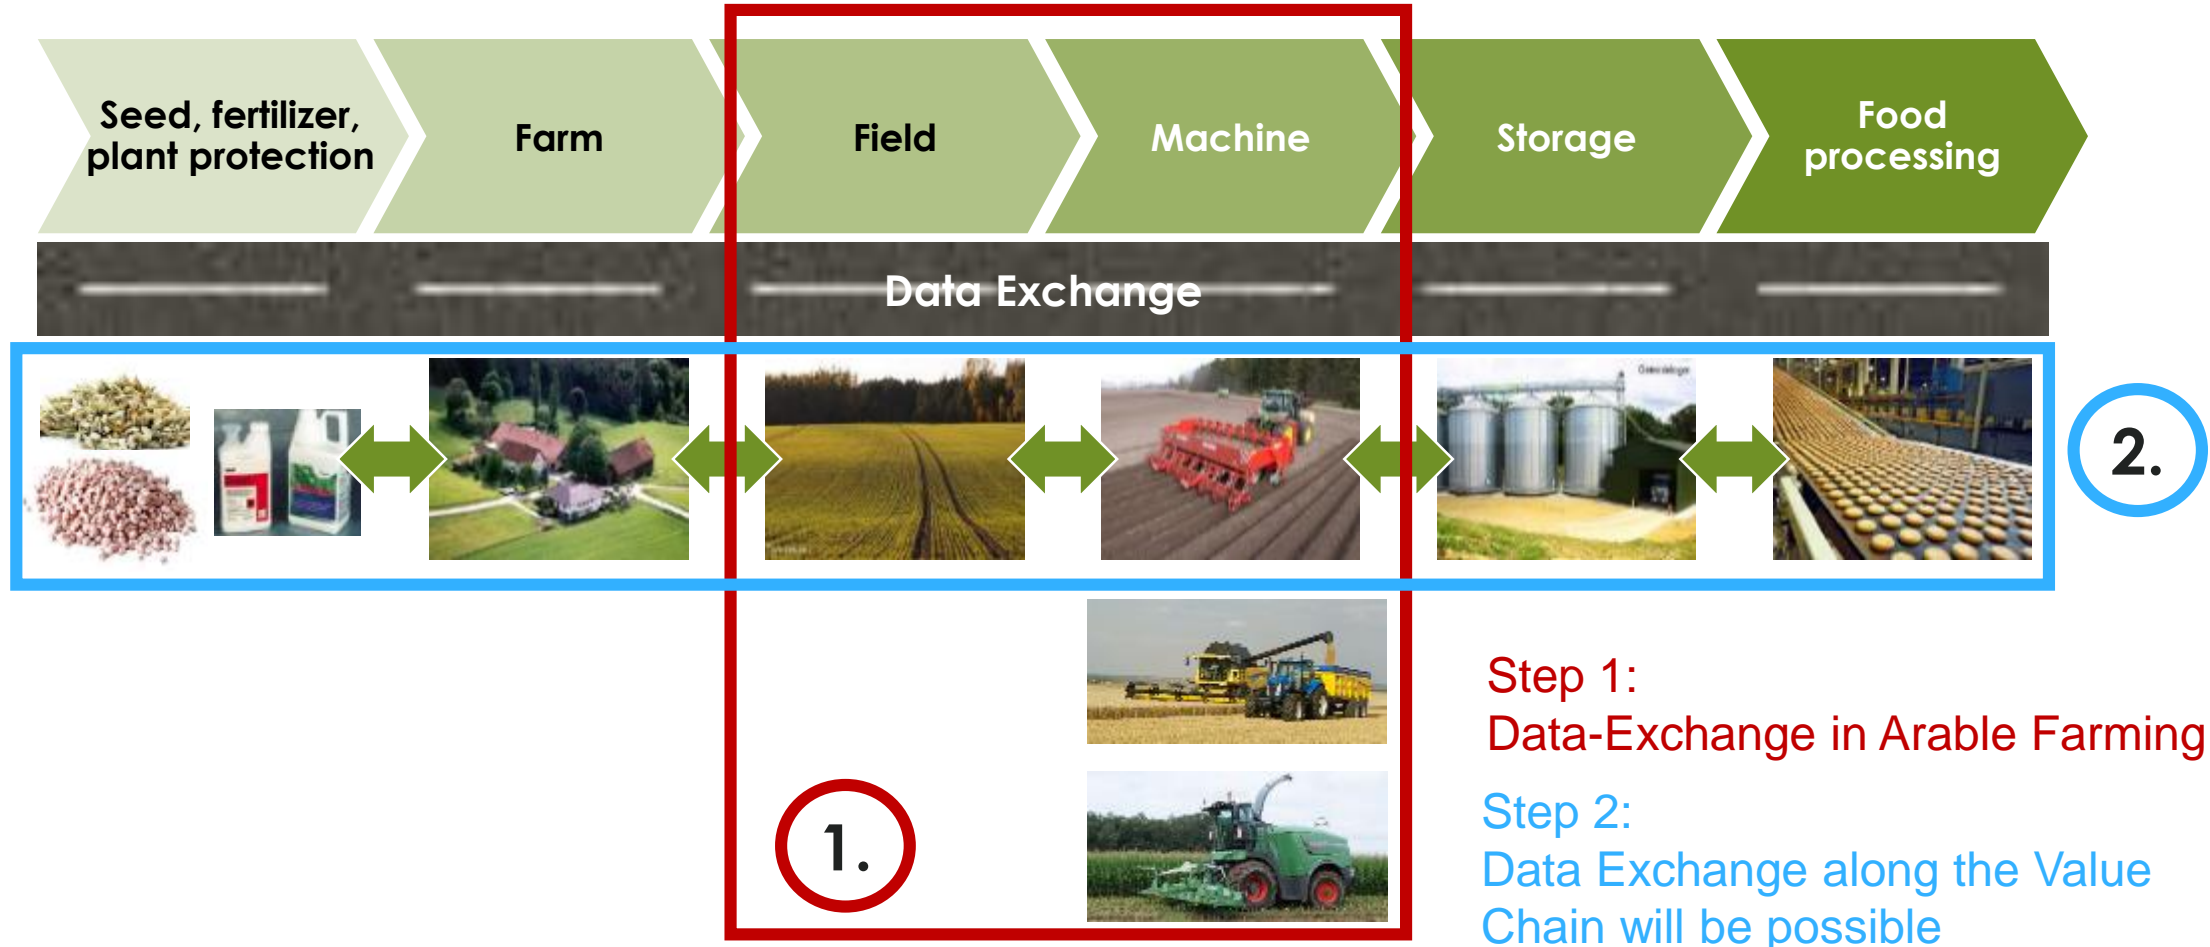 Seed, fertilizer,
plant protection
Farm
Field
Machine
Storage
Food
processing
Data Exchange
2.
1.
Step 1:
Data-Exchange in Arable Farming
Step 2:
Data Exchange along the Value
Chain will be possible